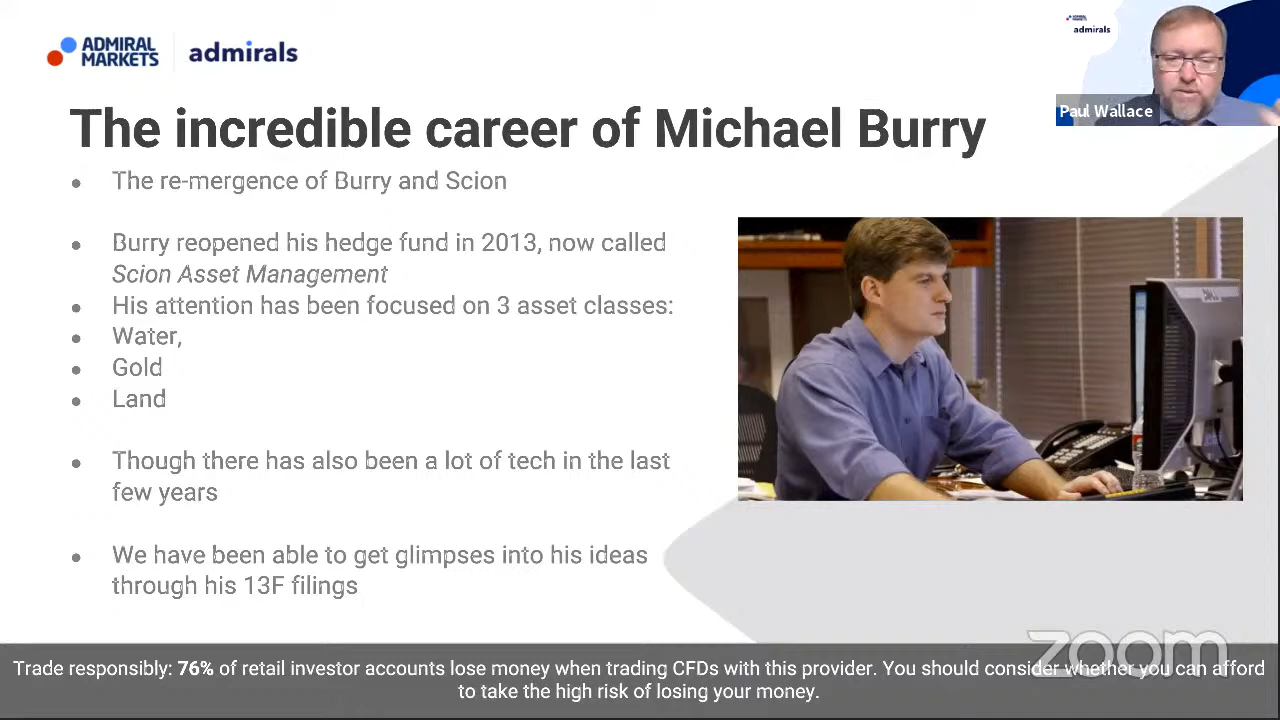 ADMIRAL
MARKETS
admirals
admirals
Paul Wallace
The incredible career of Michael Burry
● The re-mergence of Burry and Scion
● Burry reopened his hedge fund in 2013, now called
Scion Asset Management
● His attention has been focused on 3 asset classes:
● Water,
● Gold
● Land
● Though there has also been a lot of tech in the last
few years
● We have been able to get glimpses into his ideas
through his 13F filings
zoom
Trade responsibly: 76% of retail investor accounts lose money when trading CFDs with this provider. You should consider whether you can afford
to take the high risk of losing your money.